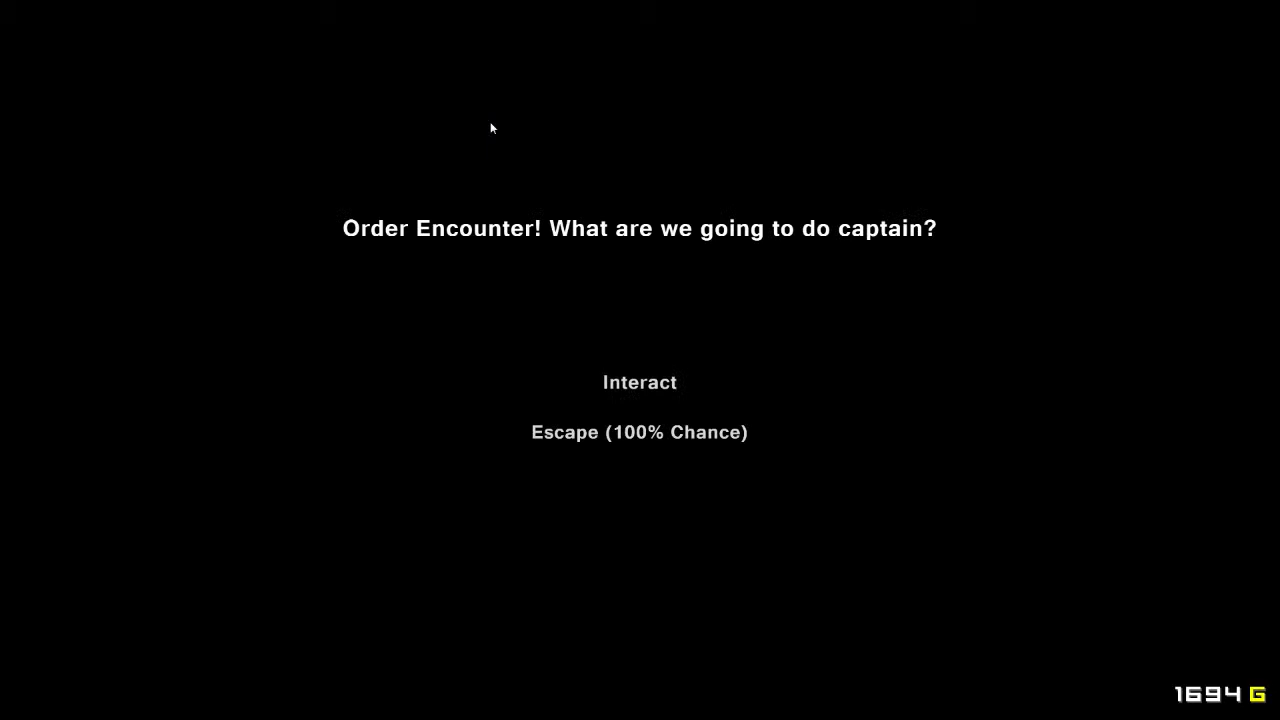 Order Encounter! What are we going to do captain?
Interact
Escape (100% Chance)
1694 G